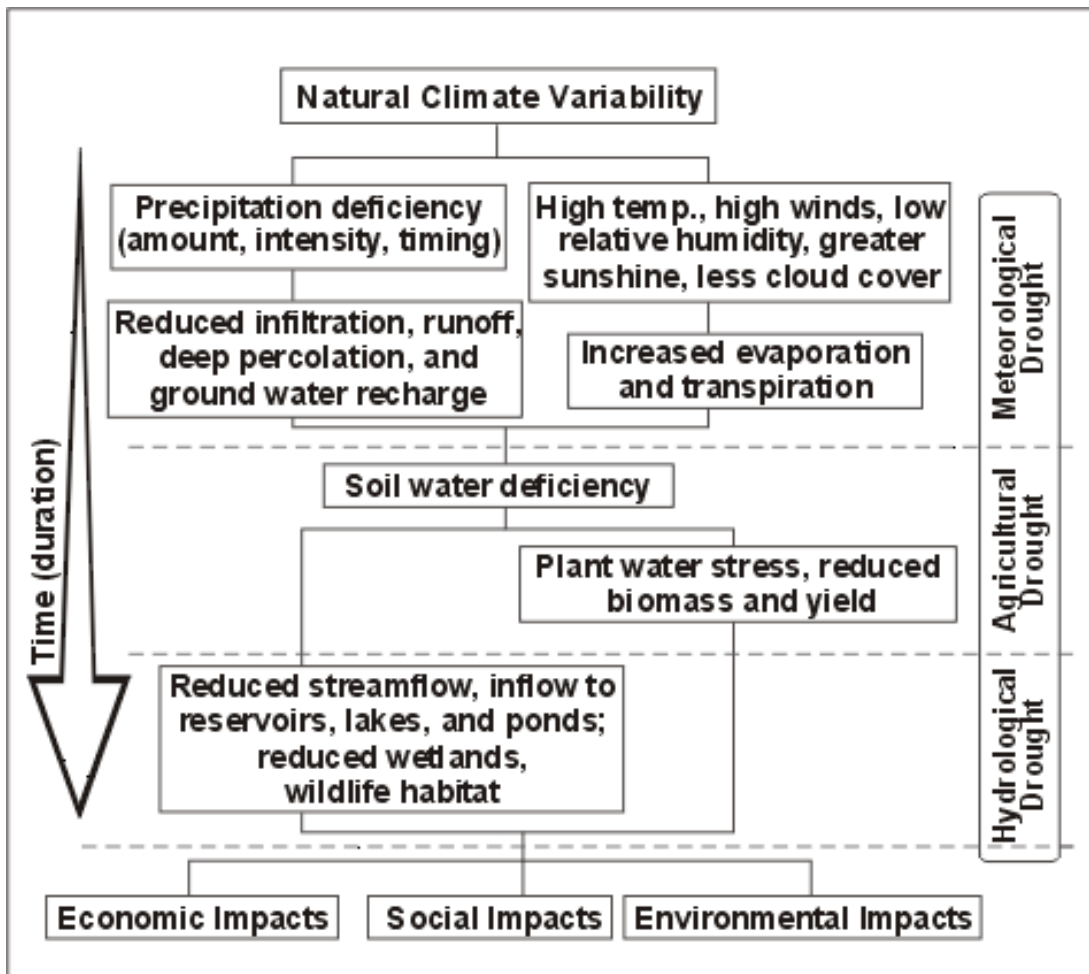 Natural Climate Variability
Precipitation deficiency
(amount, intensity, timing)
High temp., high winds, low
relative humidity, greater
sunshine, less cloud cover
Reduced infiltration, runoff,
deep percolation, and
ground water recharge
Increased evaporation
and transpiration
Meteorological
Drought
Time (duration)
Soil water deficiency
Plant water stress, reduced
biomass and yield
Agricultural
Drought
Reduced streamflow, inflow to
reservoirs, lakes, and ponds;
reduced wetlands,
wildlife habitat
Hydrological
Drought
Economic Impacts
Social Impacts
Environmental Impacts